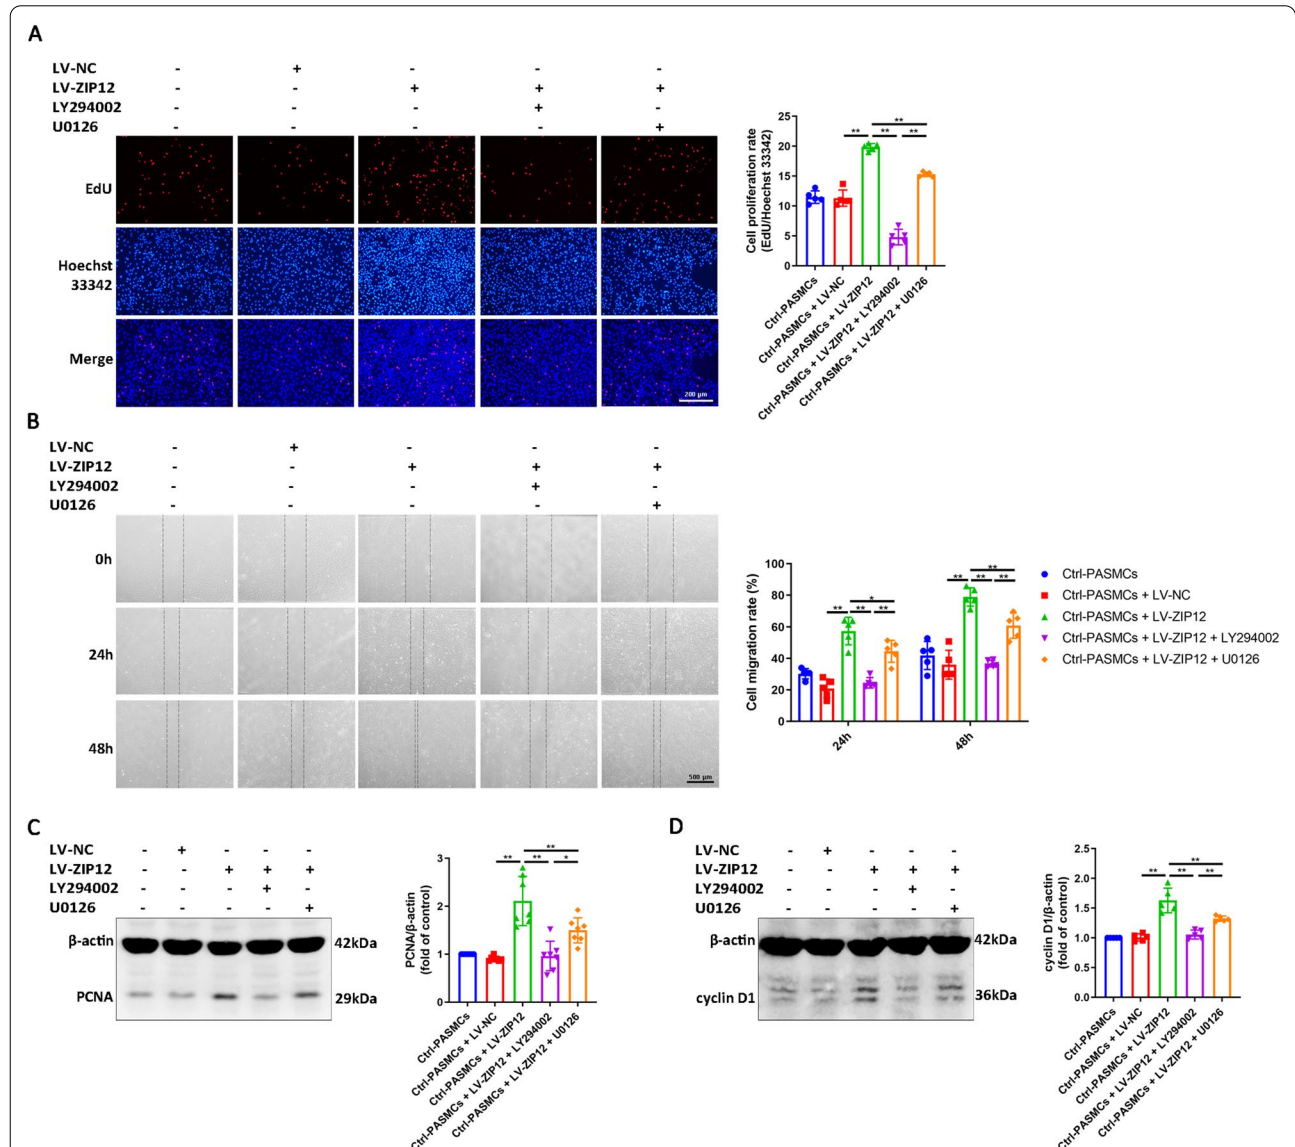 A
LV-NC - + - - -
LV-ZIP12 - - + + +
LY294002 - - - + -
U0126 - - - - +
EdU
Hoechst
33342
Merge
200 μm
Cell proliferation rate
(EdU/Hoechst 33342)
25
20
15
10
5
0
** ** ** **
Ctrl-PASMCs
Ctrl-PASMCs + LV-NC
Ctrl-PASMCs + LV-ZIP12
Ctrl-PASMCs + LV-ZIP12 + LY294002
Ctrl-PASMCs + LV-ZIP12 + U0126
B
LV-NC - + - - -
LV-ZIP12 - - + + +
LY294002 - - - + -
U0126 - - - - +
0h
24h
48h
500 μm
Cell migration rate (%)
100
80
60
40
20
0
** * ** **
** ** ** **
24h 48h
Ctrl-PASMCs
Ctrl-PASMCs + LV-NC
Ctrl-PASMCs + LV-ZIP12
Ctrl-PASMCs + LV-ZIP12 + LY294002
Ctrl-PASMCs + LV-ZIP12 + U0126
C
LV-NC - + - - -
LV-ZIP12 - - + + +
LY294002 - - - + -
U0126 - - - - +
β-actin 42kDa
PCNA 29kDa
PCNA/β-actin
(fold of control)
3
2
1
0
** ** ** *
Ctrl-PASMCs
Ctrl-PASMCs + LV-NC
Ctrl-PASMCs + LV-ZIP12
Ctrl-PASMCs + LV-ZIP12 + LY294002
Ctrl-PASMCs + LV-ZIP12 + U0126
D
LV-NC - + - - -
LV-ZIP12 - - + + +
LY294002 - - - + -
U0126 - - - - +
β-actin 42kDa
cyclin D1 36kDa
cyclin D1/β-actin
(fold of control)
2.5
2.0
1.5
1.0
0.5
0.0
** ** ** **
Ctrl-PASMCs
Ctrl-PASMCs + LV-NC
Ctrl-PASMCs + LV-ZIP12
Ctrl-PASMCs + LV-ZIP12 + LY294002
Ctrl-PASMCs + LV-ZIP12 + U0126